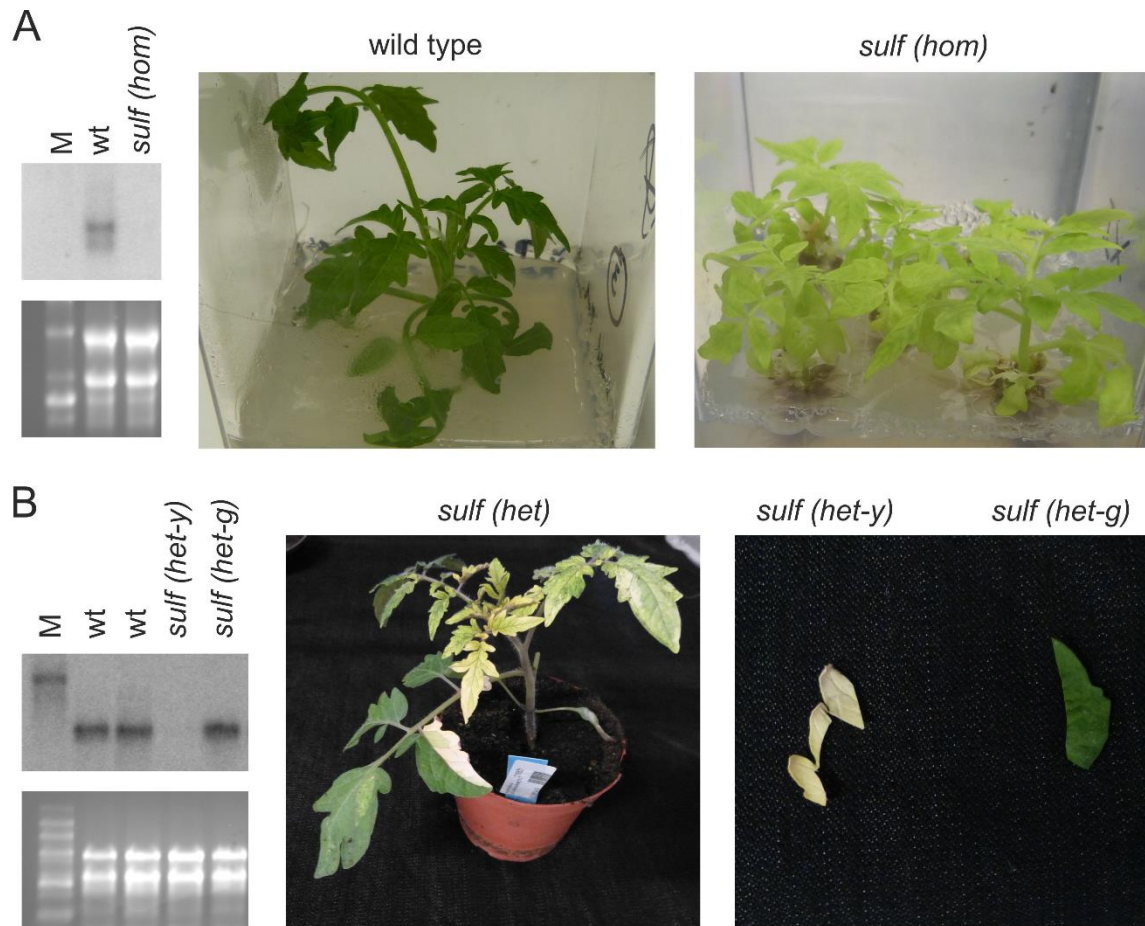 A
wild type
sulf (hom)
M
wt
sulf (hom)
B
sulf (het)
sulf (het-y)
sulf (het-g)
M
wt
wt
sulf (het-y)
sulf (het-g)